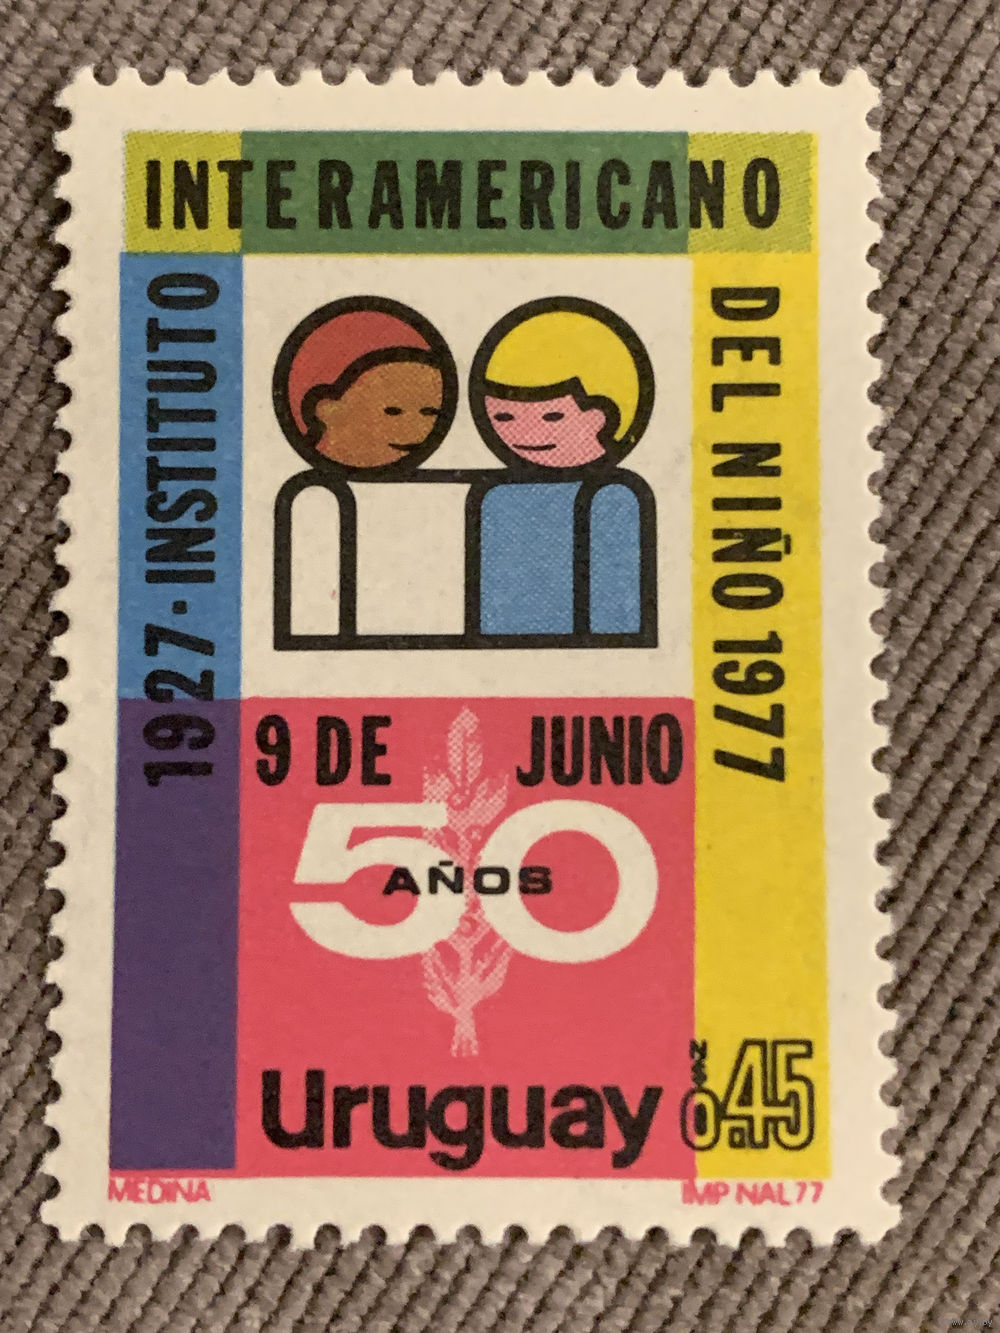 1927 · INSTITUTO
INTERAMERICANO
DEL NIÑO 1977
9 DE JUNIO
50
AÑOS
Uruguay
N$ 0.45
MEDINA
IMP NAL 77